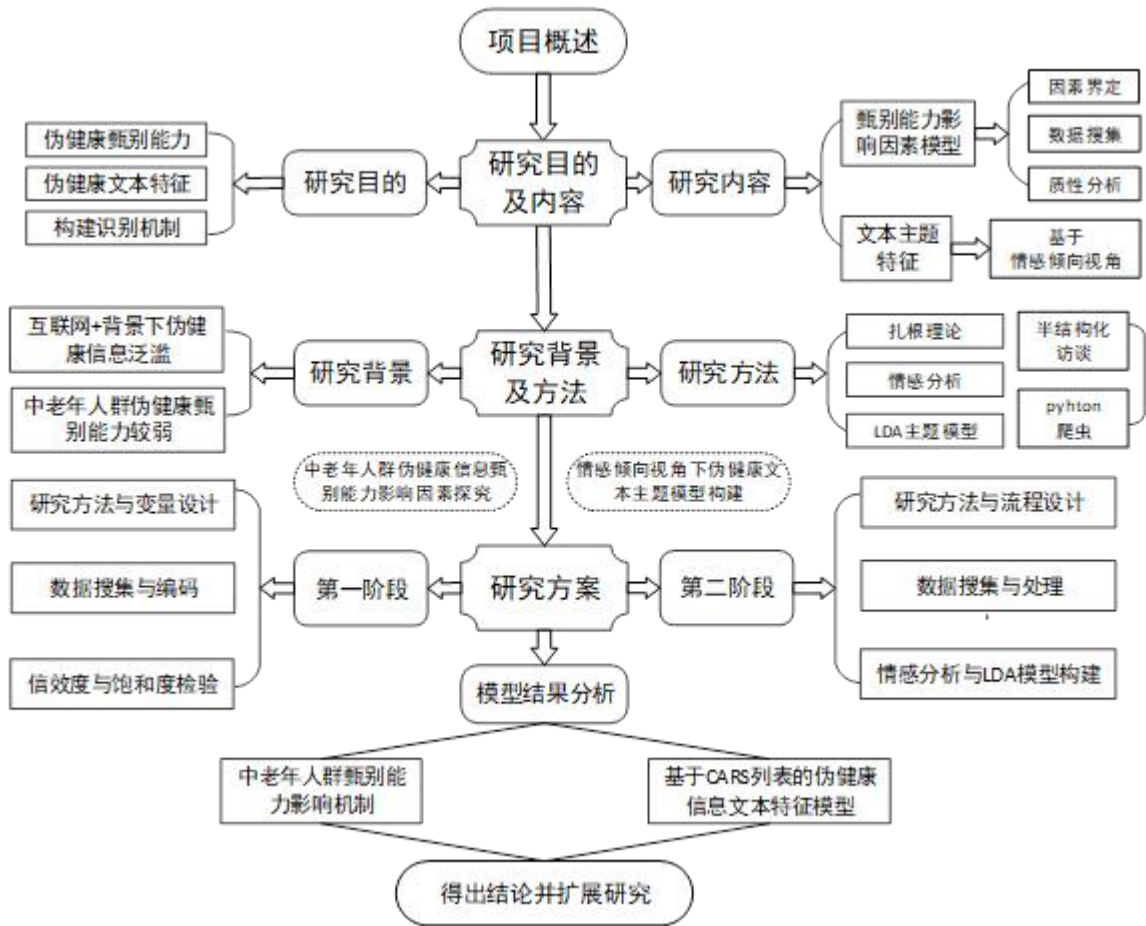 项目概述
伪健康甄别能力
伪健康文本特征
构建识别机制
研究目的
研究目的
及内容
研究内容
甄别能力影
响因素模型
因素界定
数据搜集
质性分析
文本主题
特征
基于
情感倾向视角
互联网+背景下伪健
康信息泛滥
中老年人群伪健康甄
别能力较弱
研究背景
研究背景
及方法
研究方法
扎根理论
情感分析
LDA主题模型
半结构化
访谈
pyhton
爬虫
中老年人群伪健康信息甄
别能力影响因素探究
情感倾向视角下伪健康文
本主题模型构建
研究方法与变量设计
数据搜集与编码
信效度与饱和度检验
第一阶段
研究方案
第二阶段
研究方法与流程设计
数据搜集与处理
情感分析与LDA模型构建
模型结果分析
中老年人群甄别能
力影响机制
基于CARS列表的伪健康
信息文本特征模型
得出结论并扩展研究